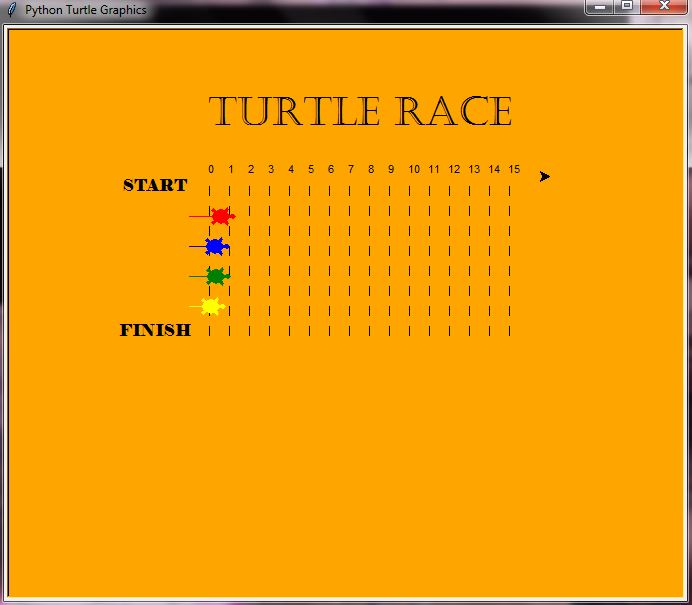 Python Turtle Graphics
TURTLE RACE
0 1 2 3 4 5 6 7 8 9 10 11 12 13 14 15
START
FINISH